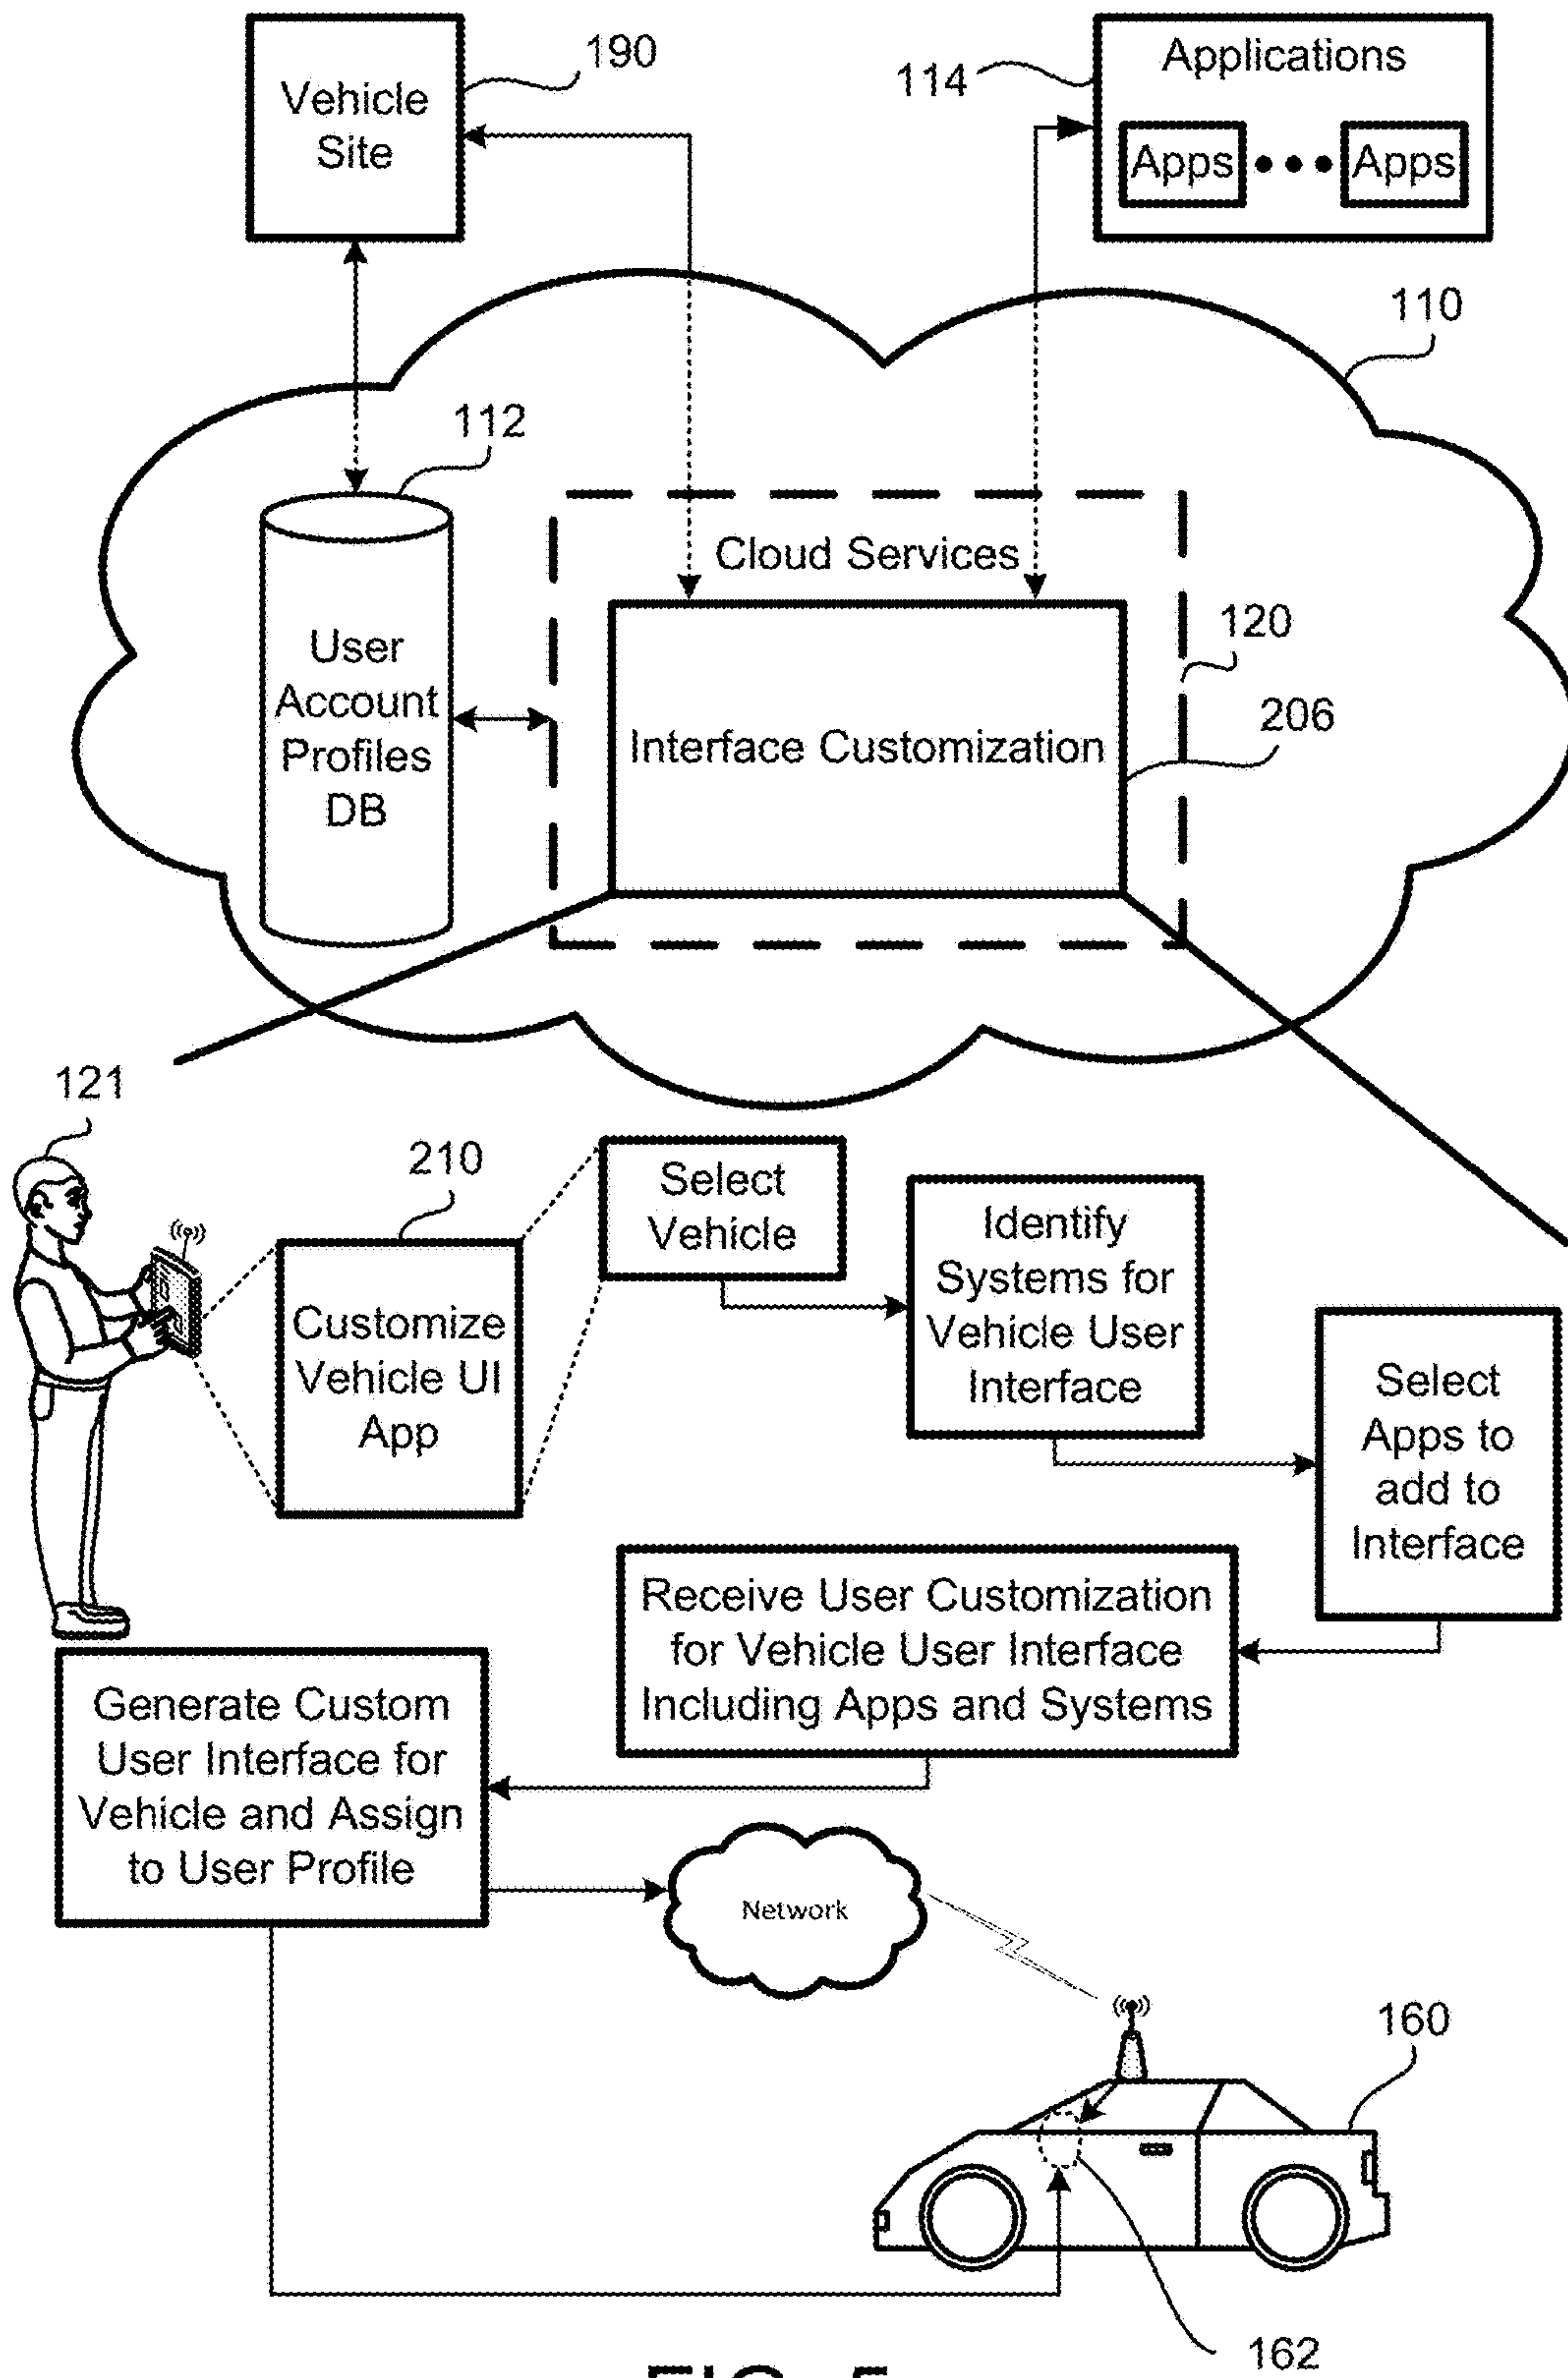 Vehicle
Site
190
114
Applications
Apps
Apps
110
112
Cloud Services
User
Account
Profiles
DB
Interface Customization
120
206
121
210
Customize
Vehicle UI
App
Select
Vehicle
Identify
Systems for
Vehicle User
Interface
Select
Apps to
add to
Interface
Receive User Customization
for Vehicle User Interface
Including Apps and Systems
Generate Custom
User Interface for
Vehicle and Assign
to User Profile
Network
160
162